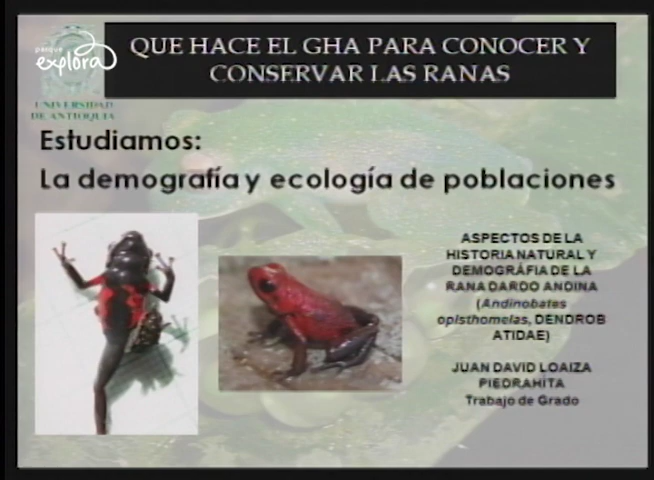 parque
explora
QUE HACE EL GHA PARA CONOCER Y
CONSERVAR LAS RANAS
UNIVERSIDAD
DE ANTIOQUIA
Estudiamos:
La demografía y ecología de poblaciones
ASPECTOS DE LA
HISTORIA NATURAL Y
DEMOGRÁFIA DE LA
RANA DARDO ANDINA
(Andinobates
opisthomelas, DENDROB
ATIDAE)
JUAN DAVID LOAIZA
PIEDRAHITA
Trabajo de Grado